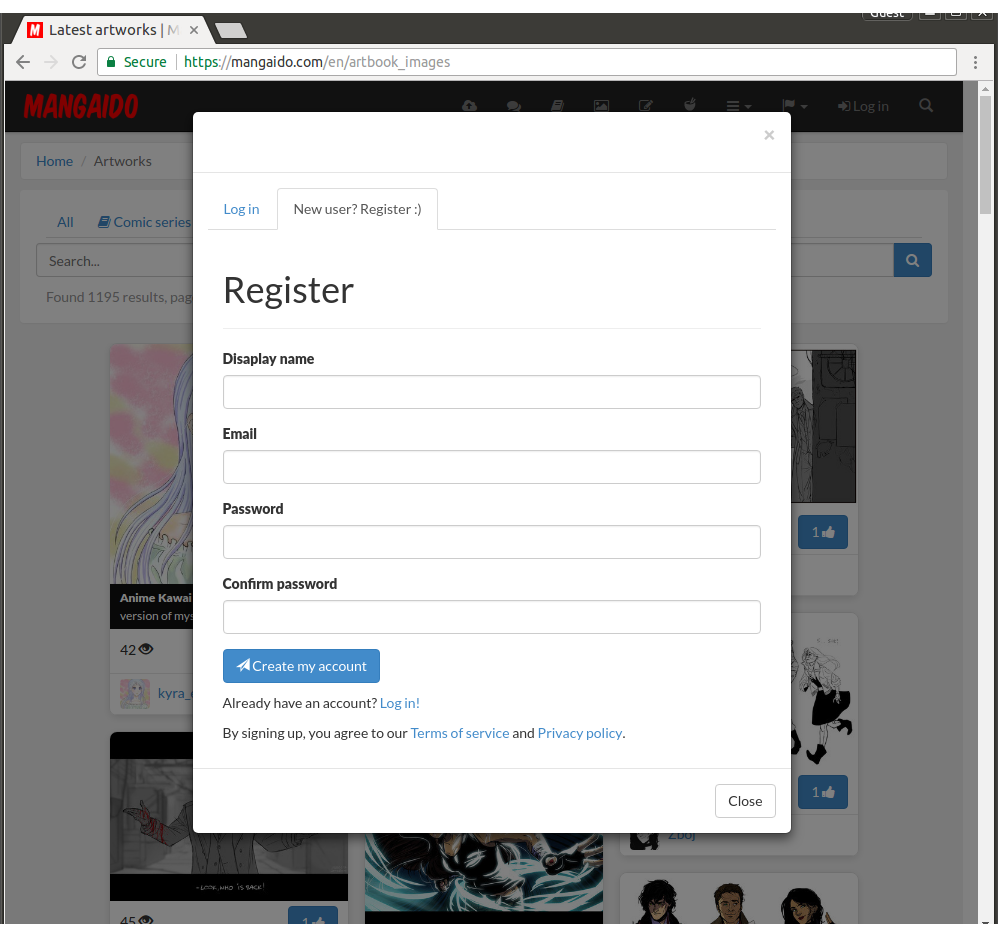 Guest
Latest artworks | M
Secure https://mangaido.com/en/artbook_images
MANGAIDO
Log in
×
Home / Artworks
Log in
New user? Register :)
All
Comic series
Search...
Found 1195 results, pag
Register
Disaplay name
Email
Password
Confirm password
Create my account
Already have an account? Log in!
By signing up, you agree to our Terms of service and Privacy policy.
Close
Anime Kawai
version of mys
42
kyra_
1
1
Zboj
-LOOK, WHO IS BACK!
45
1